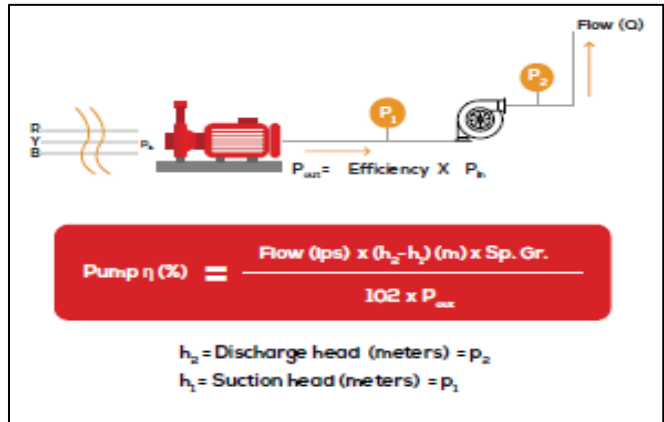 Flow (Q)
P₂
P₁
R
Y
B
Pᵢₙ
Pₒᵤₜ= Efficiency X Pᵢₙ
Flow (lps) x (h₂-h₁) (m) x Sp. Gr.
Pump η (%) =
102 x Pₒᵤₜ
h₂ = Discharge head (meters) = p₂
h₁ = Suction head (meters) = p₁